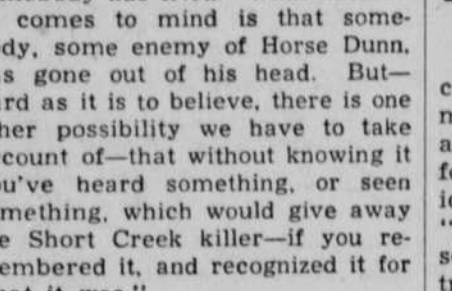 comes to mind is that some-
dy, some enemy of Horse Dunn,
s gone out of his head. But—
rd as it is to believe, there is one
her possibility we have to take
count of—that without knowing it
u've heard something, or seen
mething, which would give away
e Short Creek killer—if you re-
embered it, and recognized it for